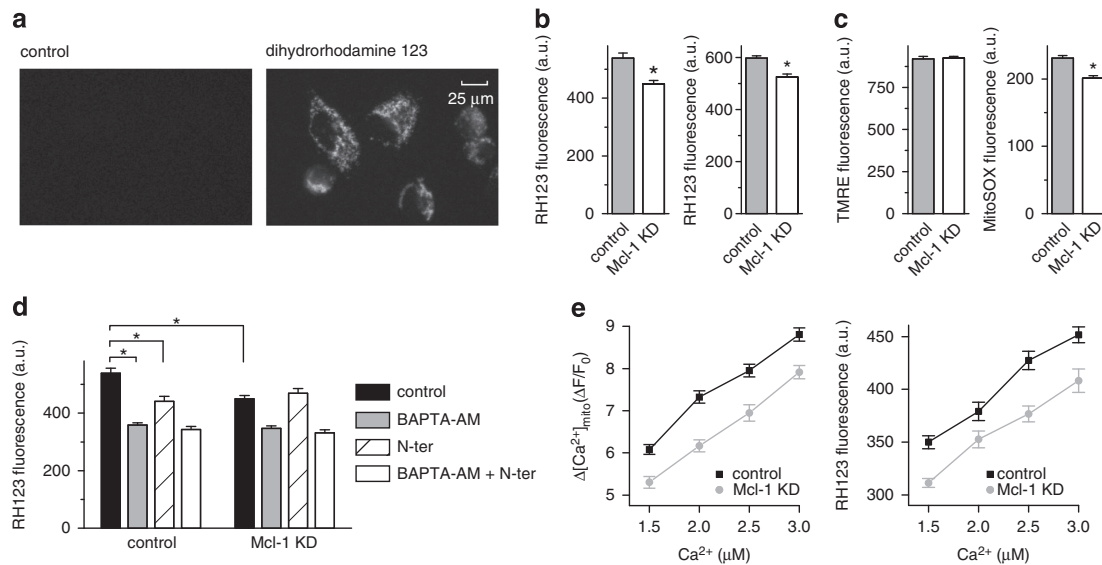 a
control
dihydrorhodamine 123
25 μm
b
RH123 fluorescence (a.u.)
400
200
0
*
control
Mcl-1 KD
RH123 fluorescence (a.u.)
600
400
200
0
*
control
Mcl-1 KD
c
TMRE fluorescence (a.u.)
750
500
250
0
control
Mcl-1 KD
MitoSOX fluorescence (a.u.)
200
100
0
*
control
Mcl-1 KD
d
RH123 fluorescence (a.u.)
400
200
0
*
*
*
control
Mcl-1 KD
control
BAPTA-AM
N-ter
BAPTA-AM + N-ter
e
Δ[Ca²⁺]mito(ΔF/F₀)
9
8
7
6
5
control
Mcl-1 KD
1.5 2.0 2.5 3.0
Ca²⁺ (μM)
RH123 fluorescence (a.u.)
450
400
350
300
control
Mcl-1 KD
1.5 2.0 2.5 3.0
Ca²⁺ (μM)